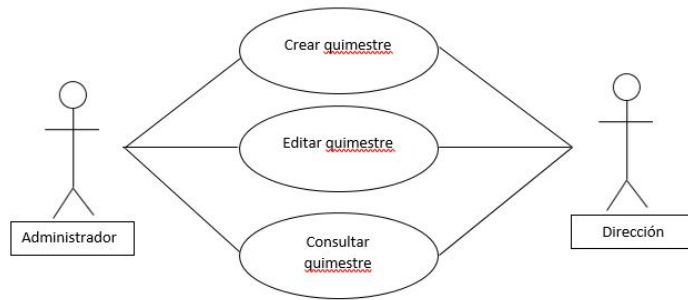 Crear quimestre
Editar quimestre
Administrador
Dirección
Consultar
quimestre